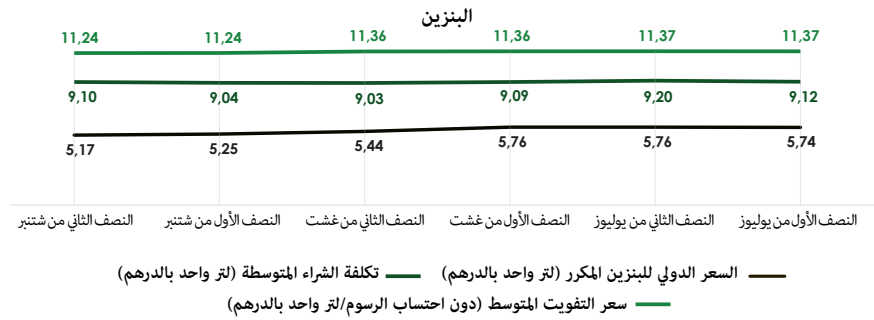 البنزين
11,37 11,37 11,36 11,36 11,24 11,24
9,12 9,20 9,09 9,03 9,04 9,10
5,74 5,76 5,76 5,44 5,25 5,17
النصف الأول من يوليوز النصف الثاني من يوليوز النصف الأول من غشت النصف الثاني من غشت النصف الأول من شتنبر النصف الثاني من شتنبر
السعر الدولي للبنزين المكرر (لتر واحد بالدرهم) تكلفة الشراء المتوسطة (لتر واحد بالدرهم)
سعر التفويت المتوسط (دون احتساب الرسوم/لتر واحد بالدرهم)